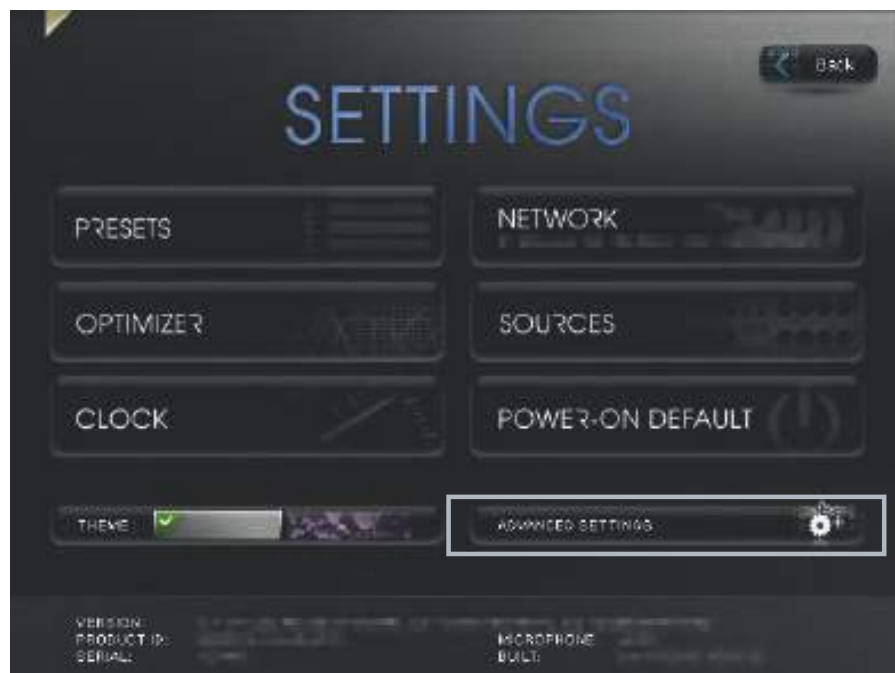 Back
SETTINGS
PRESETS
NETWORK
OPTIMIZER
SOURCES
CLOCK
POWER-ON DEFAULT
THEME
ADVANCED SETTINGS
VERSION:
PRODUCT ID:
MICROPHONE
SERIAL:
BUILT: